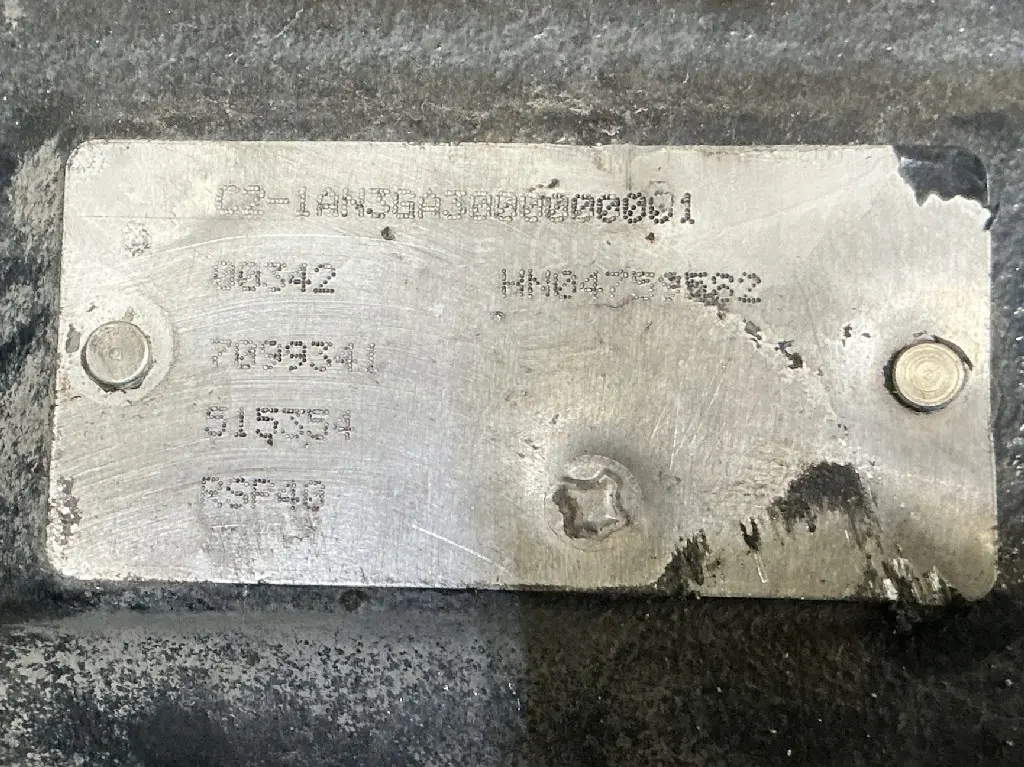 C2-1AN3GA3000000001
00342 HN04759582
7099341
515354
RSF40